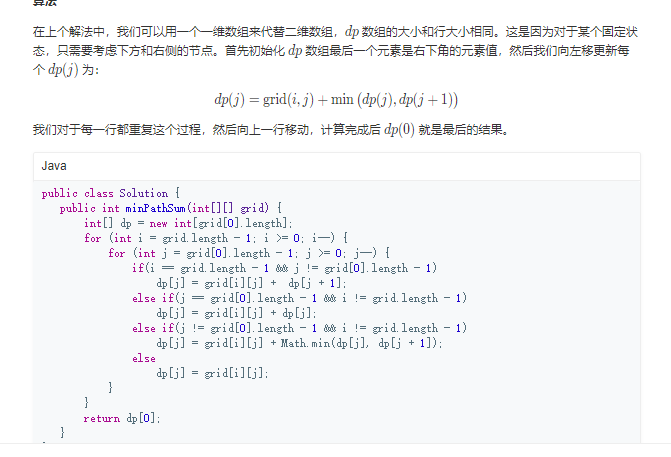 算法
在上个解法中，我们可以用一个一维数组来代替二维数组，dp 数组的大小和行大小相同。这是因为对于某个固定状
态，只需要考虑下方和右侧的节点。首先初始化 dp 数组最后一个元素是右下角的元素值，然后我们向左移更新每
个 dp(j) 为：
dp(j) = grid(i, j) + min (dp(j), dp(j + 1))
我们对于每一行都重复这个过程，然后向上一行移动，计算完成后 dp(0) 就是最后的结果。
Java
public class Solution {
public int minPathSum(int[][] grid) {
int[] dp = new int[grid[0].length];
for (int i = grid.length - 1; i >= 0; i--) {
for (int j = grid[0].length - 1; j >= 0; j--) {
if(i == grid.length - 1 && j != grid[0].length - 1)
dp[j] = grid[i][j] +  dp[j + 1];
else if(j == grid[0].length - 1 && i != grid.length - 1)
dp[j] = grid[i][j] + dp[j];
else if(j != grid[0].length - 1 && i != grid.length - 1)
dp[j] = grid[i][j] + Math.min(dp[j], dp[j + 1]);
else
dp[j] = grid[i][j];
}
}
return dp[0];
}